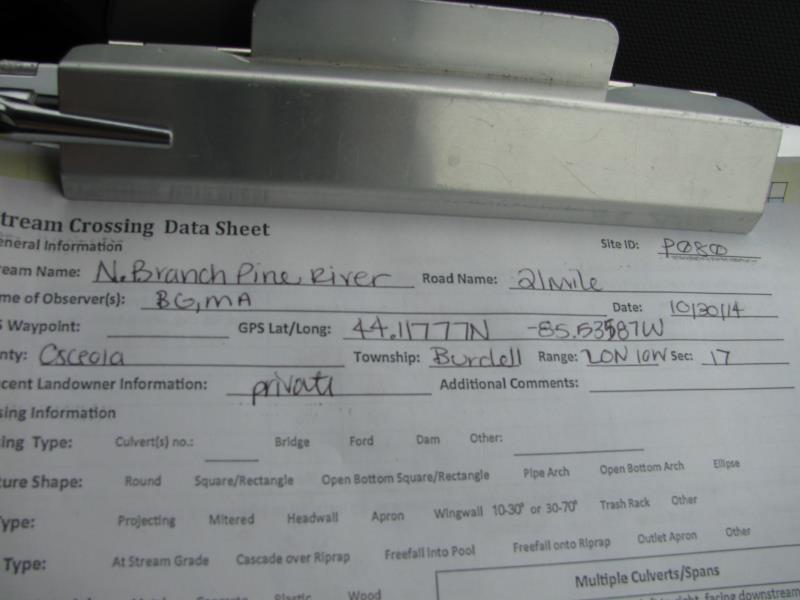 tream Crossing Data Sheet
eneral Information Site ID: P080
ream Name: N. Branch Pine River Road Name: 21 mile
me of Observer(s): BG, MA Date: 10/30/14
S Waypoint: GPS Lat/Long: 44.11777N -85.53587W
nty: Osceola Township: Burdell Range: 20N 10W Sec: 17
cent Landowner Information: private Additional Comments:
sing Information
ing Type: Culvert(s) no.: Bridge Ford Dam Other:
ture Shape: Round Square/Rectangle Open Bottom Square/Rectangle Pipe Arch Open Bottom Arch Ellipse
ype: Projecting Mitered Headwall Apron Wingwall 10-30° or 30-70° Trash Rack Other
Type: At Stream Grade Cascade over Riprap Freefall into Pool Freefall onto Riprap Outlet Apron Other
Plastic Wood Multiple Culverts/Spans
right, facing downstream